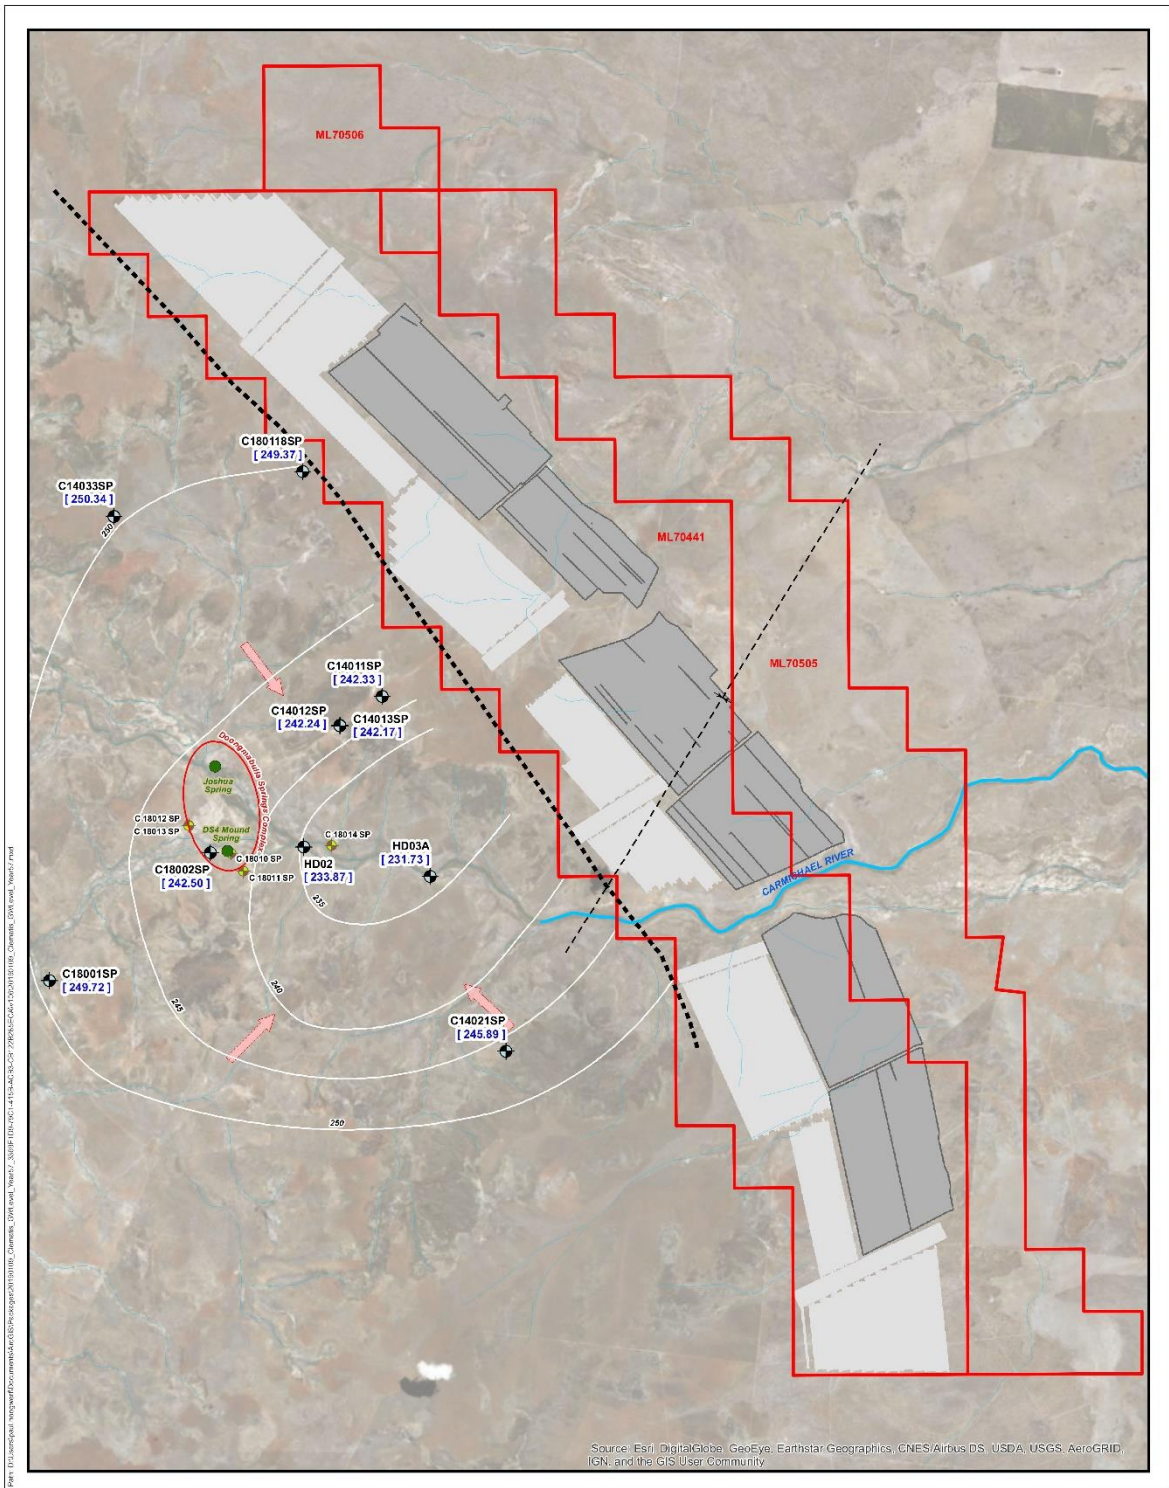 ML70506
C180118SP
[ 249.37 ]
C14033SP
[ 250.34 ]
250
ML70441
ML70505
C14011SP
[ 242.33 ]
C14012SP
[ 242.24 ]
C14013SP
[ 242.17 ]
Doongmabulla Springs Complex
Joshua
Spring
C 18012 SP
C 18013 SP
DS4 Mound
Spring
C 18014 SP
C 18010 SP
C 18011 SP
C18002SP
[ 242.50 ]
HD02
[ 233.87 ]
HD03A
[ 231.73 ]
235
CARMICHAEL RIVER
C18001SP
[ 249.72 ]
240
245
C14021SP
[ 245.89 ]
250
Source: Esri, DigitalGlobe, GeoEye, Earthstar Geographics, CNES/Airbus DS, USDA, USGS, AeroGRID,
IGN, and the GIS User Community